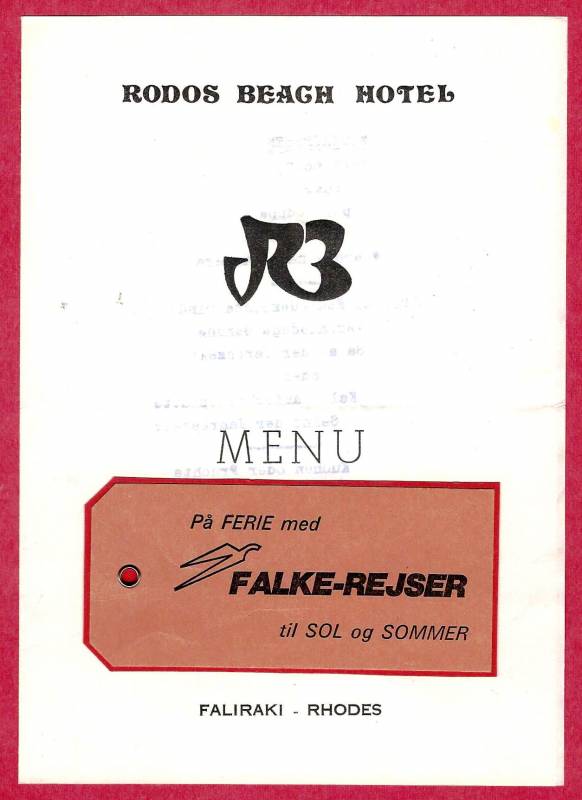 RODOS BEACH HOTEL
RB
MENU
På FERIE med
FALKE-REJSER
til SOL og SOMMER
FALIRAKI - RHODES